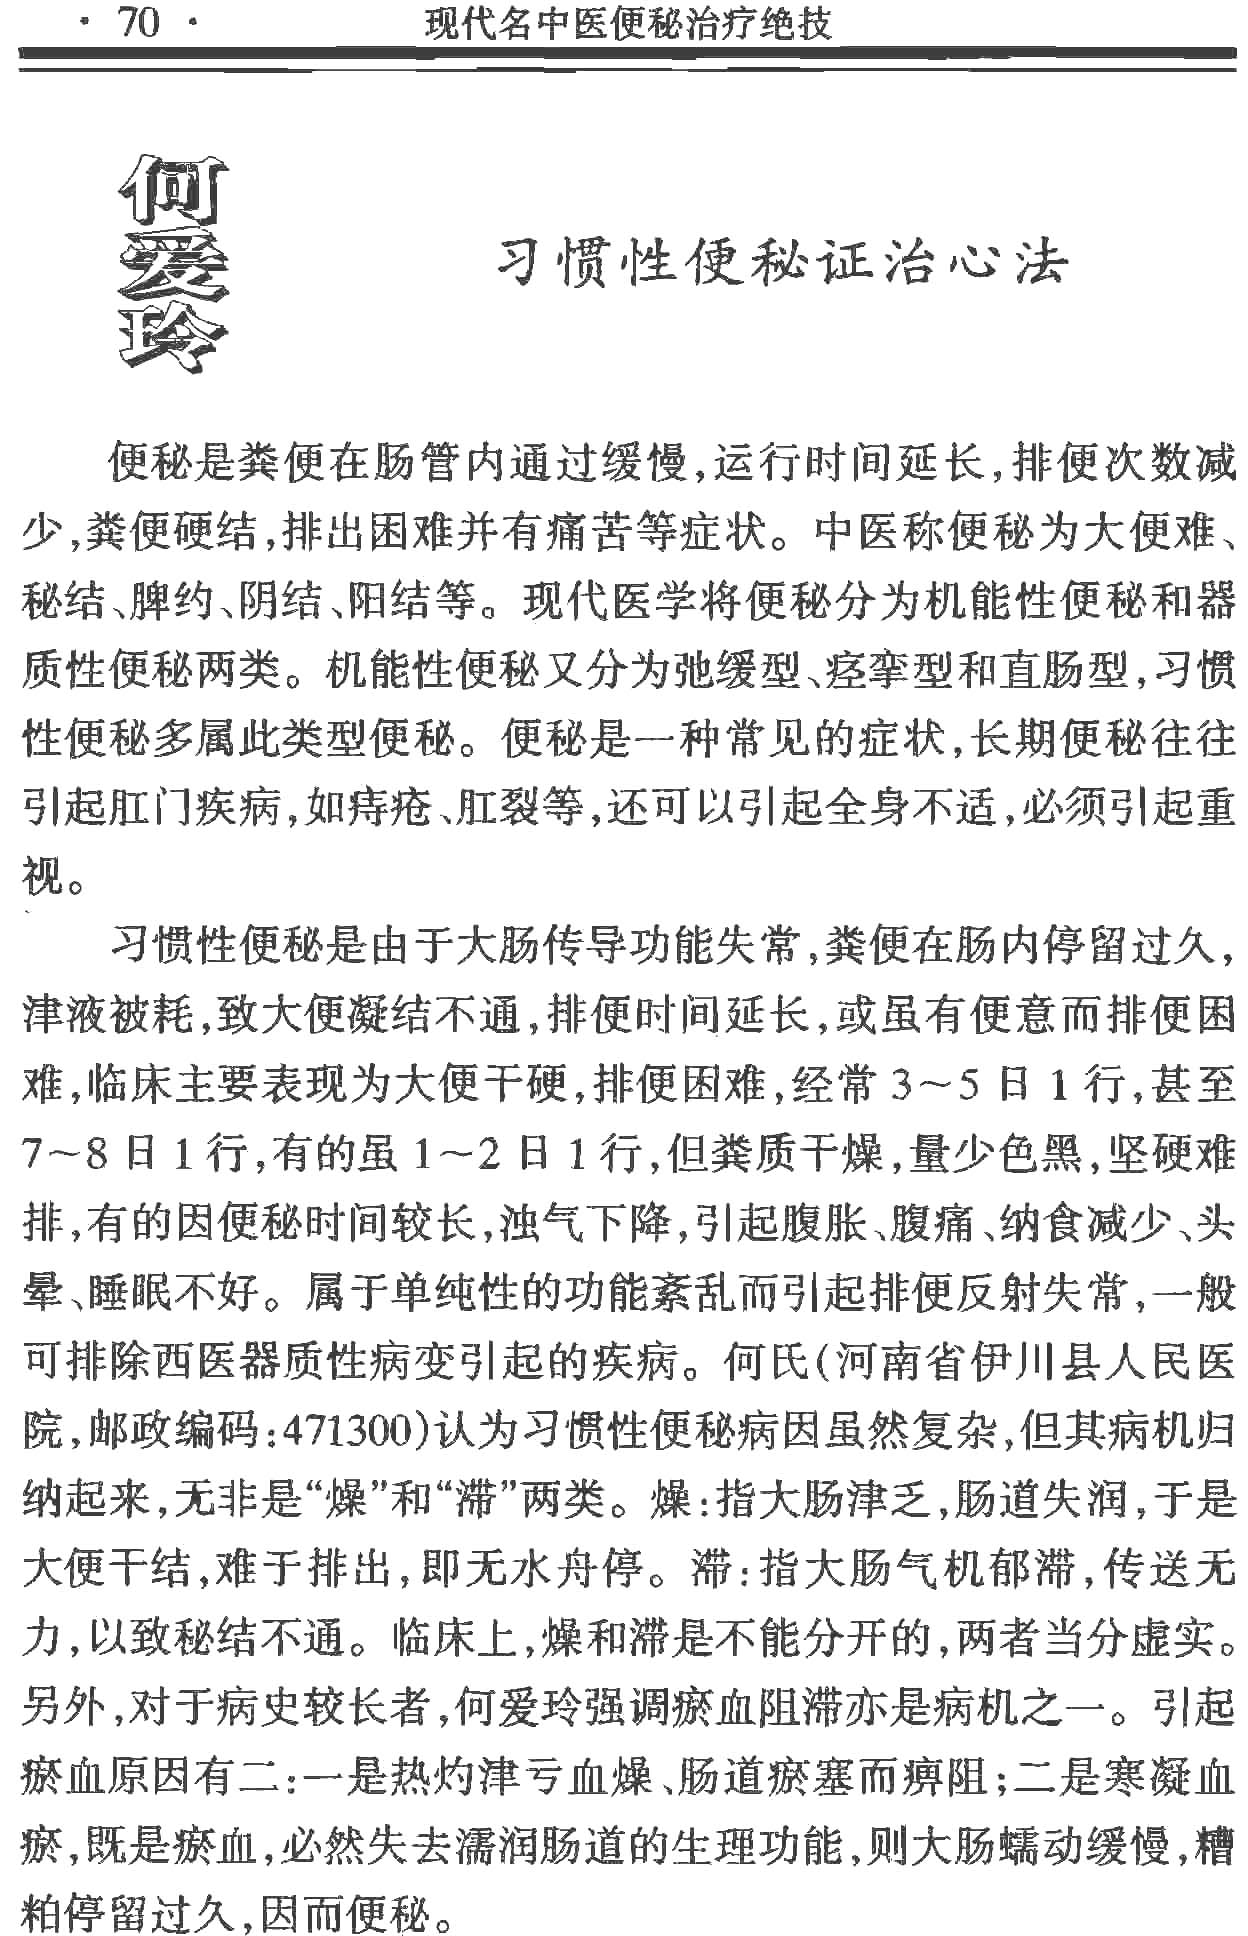 · 70 · 现代名中医便秘治疗绝技
何爱玲
习惯性便秘证治心法
便秘是粪便在肠管内通过缓慢,运行时间延长,排便次数减
少,粪便硬结,排出困难并有痛苦等症状。中医称便秘为大便难、
秘结、脾约、阴结、阳结等。现代医学将便秘分为机能性便秘和器
质性便秘两类。机能性便秘又分为弛缓型、痉挛型和直肠型,习惯
性便秘多属此类型便秘。便秘是一种常见的症状,长期便秘往往
引起肛门疾病,如痔疮、肛裂等,还可以引起全身不适,必须引起重
视。
习惯性便秘是由于大肠传导功能失常,粪便在肠内停留过久,
津液被耗,致大便凝结不通,排便时间延长,或虽有便意而排便困
难,临床主要表现为大便干硬,排便困难,经常 3～5 日 1 行,甚至
7～8 日 1 行,有的虽 1～2 日 1 行,但粪质干燥,量少色黑,坚硬难
排,有的因便秘时间较长,浊气下降,引起腹胀、腹痛、纳食减少、头
晕、睡眠不好。属于单纯性的功能紊乱而引起排便反射失常,一般
可排除西医器质性病变引起的疾病。何氏(河南省伊川县人民医
院,邮政编码:471300)认为习惯性便秘病因虽然复杂,但其病机归
纳起来,无非是“燥”和“滞”两类。燥:指大肠津乏,肠道失润,于是
大便干结,难于排出,即无水舟停。滞:指大肠气机郁滞,传送无
力,以致秘结不通。临床上,燥和滞是不能分开的,两者当分虚实。
另外,对于病史较长者,何爱玲强调瘀血阻滞亦是病机之一。引起
瘀血原因有二:一是热灼津亏血燥、肠道瘀塞而痹阻;二是寒凝血
瘀,既是瘀血,必然失去濡润肠道的生理功能,则大肠蠕动缓慢,糟
粕停留过久,因而便秘。